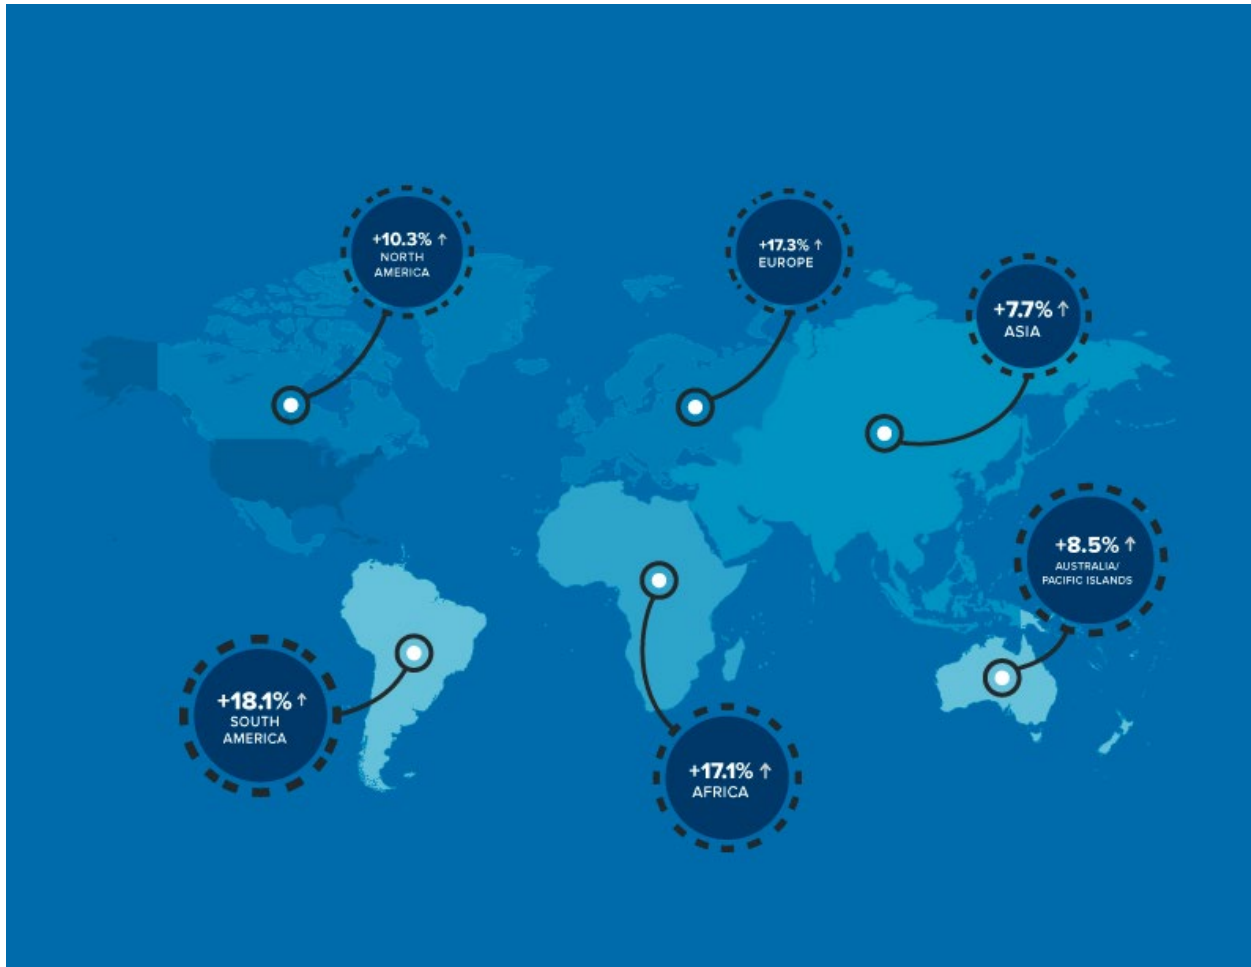 +10.3% ↑
NORTH
AMERICA
+17.3% ↑
EUROPE
+7.7% ↑
ASIA
+8.5% ↑
AUSTRALIA/
PACIFIC ISLANDS
+18.1% ↑
SOUTH
AMERICA
+17.1% ↑
AFRICA